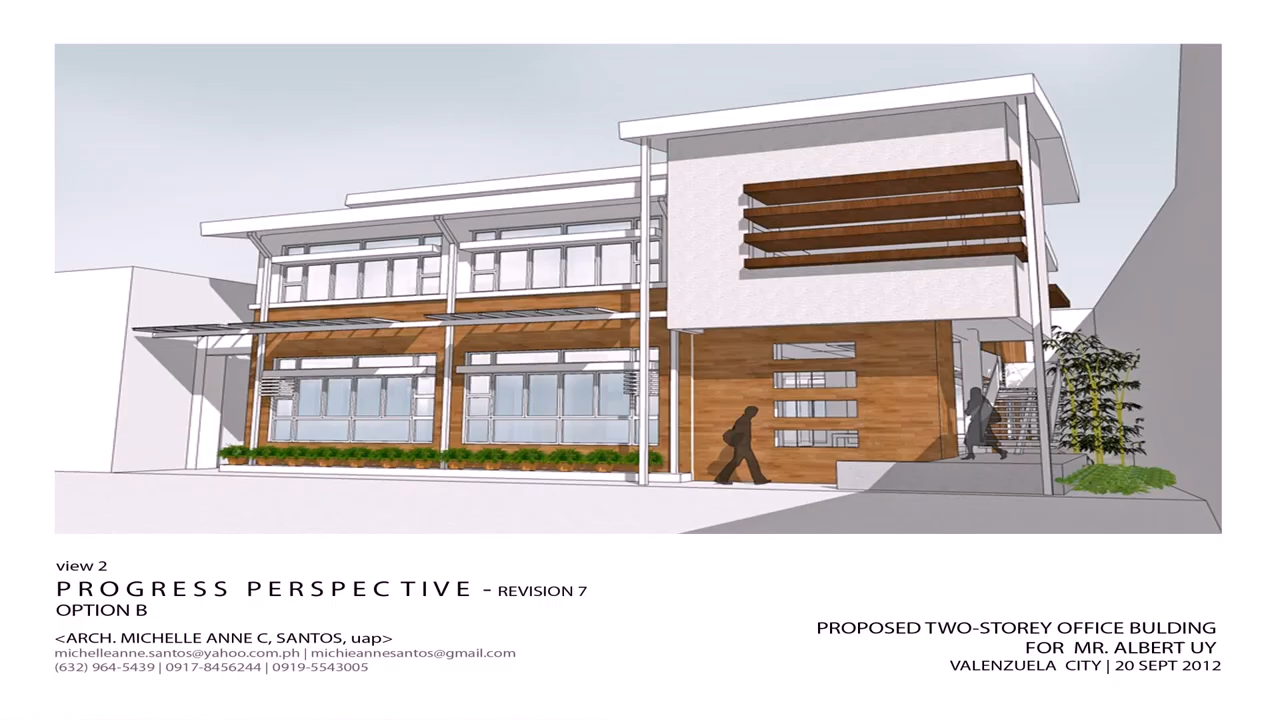 view 2
PROGRESS PERSPECTIVE - REVISION 7
OPTION B
<ARCH. MICHELLE ANNE C, SANTOS, uap>
michelleanne.santos@yahoo.com.ph | michieannesantos@gmail.com
(632) 964-5439 | 0917-8456244 | 0919-5543005
PROPOSED TWO-STOREY OFFICE BULDING
FOR MR. ALBERT UY
VALENZUELA CITY | 20 SEPT 2012